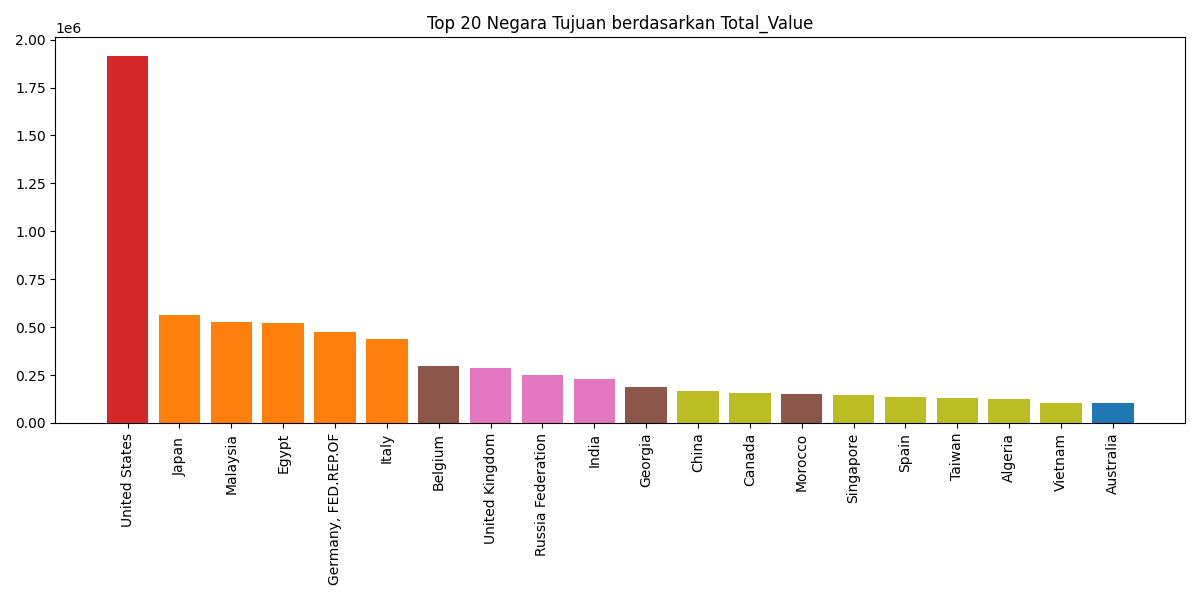 Top 20 Negara Tujuan berdasarkan Total_Value
1e6
2.00
1.75
1.50
1.25
1.00
0.75
0.50
0.25
0.00
United States
Japan
Malaysia
Egypt
Germany, FED.REP.OF
Italy
Belgium
United Kingdom
Russia Federation
India
Georgia
China
Canada
Morocco
Singapore
Spain
Taiwan
Algeria
Vietnam
Australia